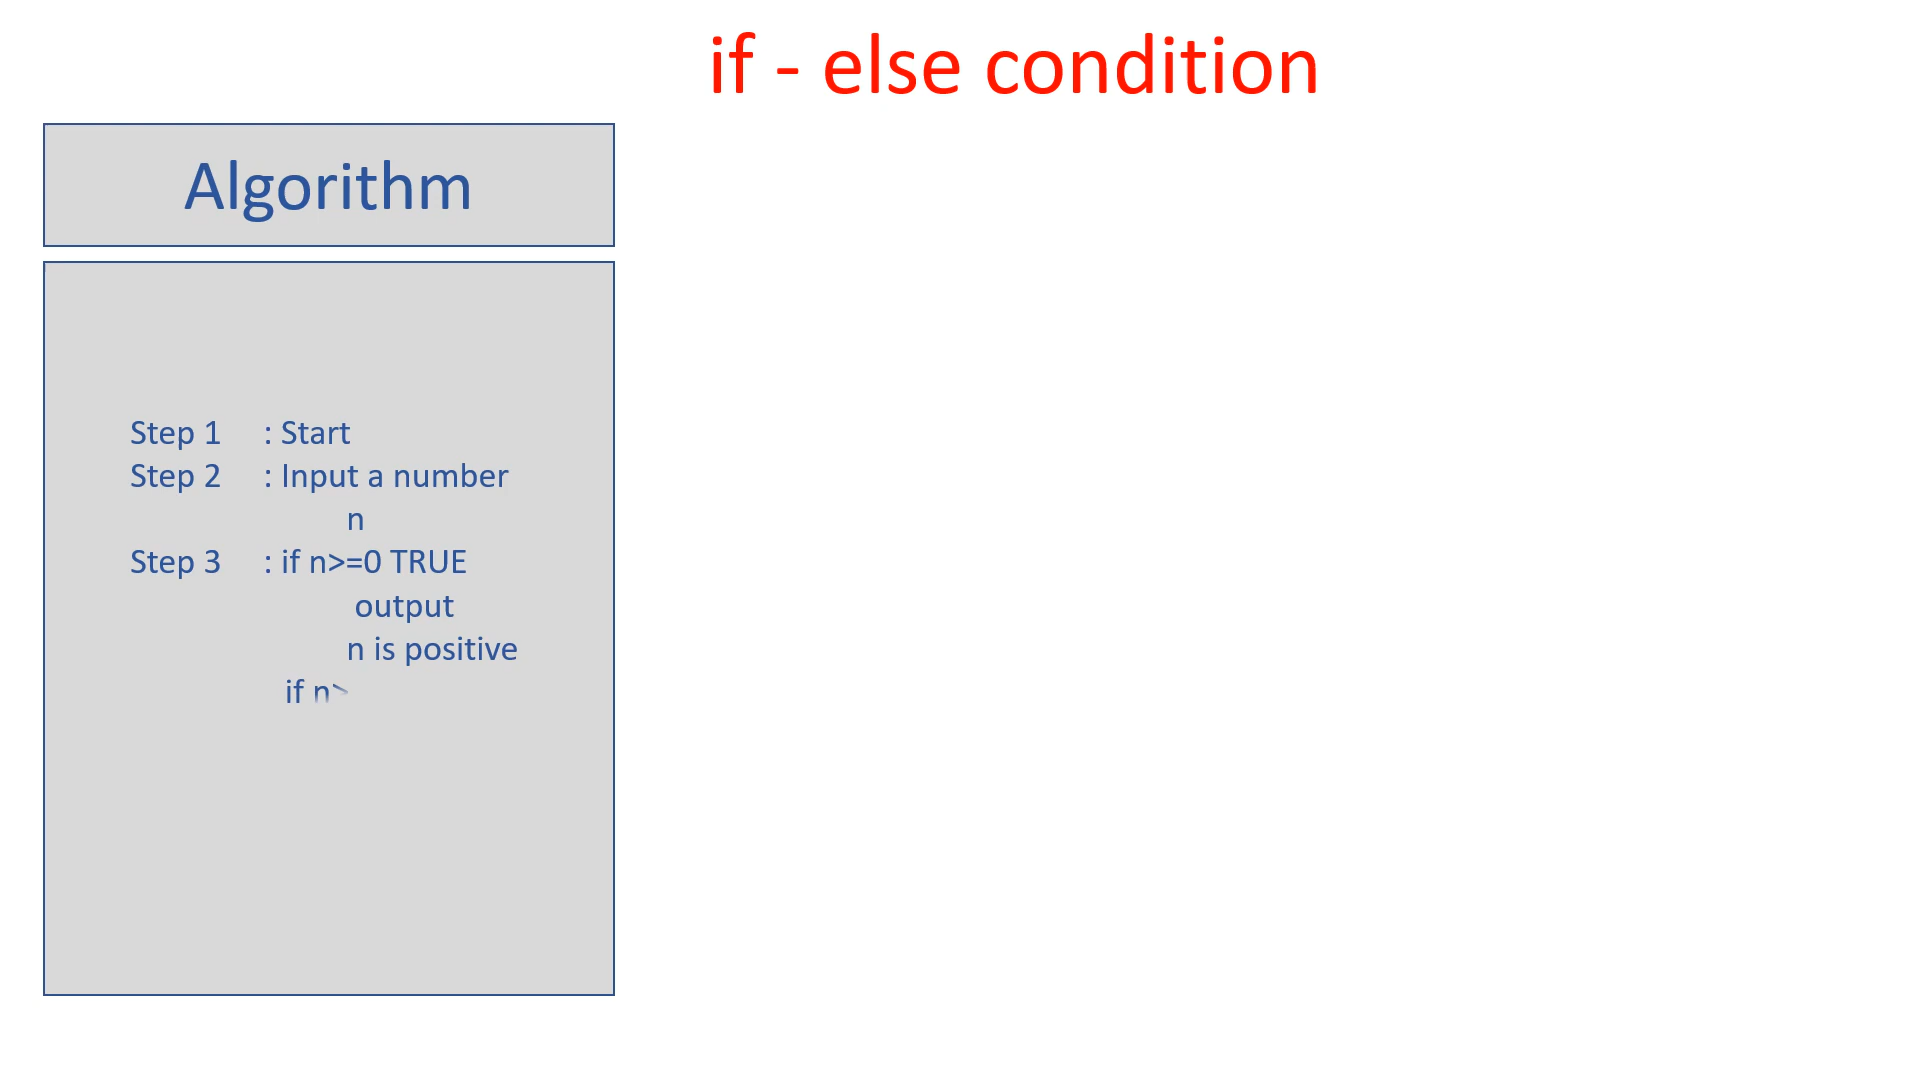 if - else condition
Algorithm
Step 1 : Start
Step 2 : Input a number
n
Step 3 : if n>=0 TRUE
output
n is positive
if n>